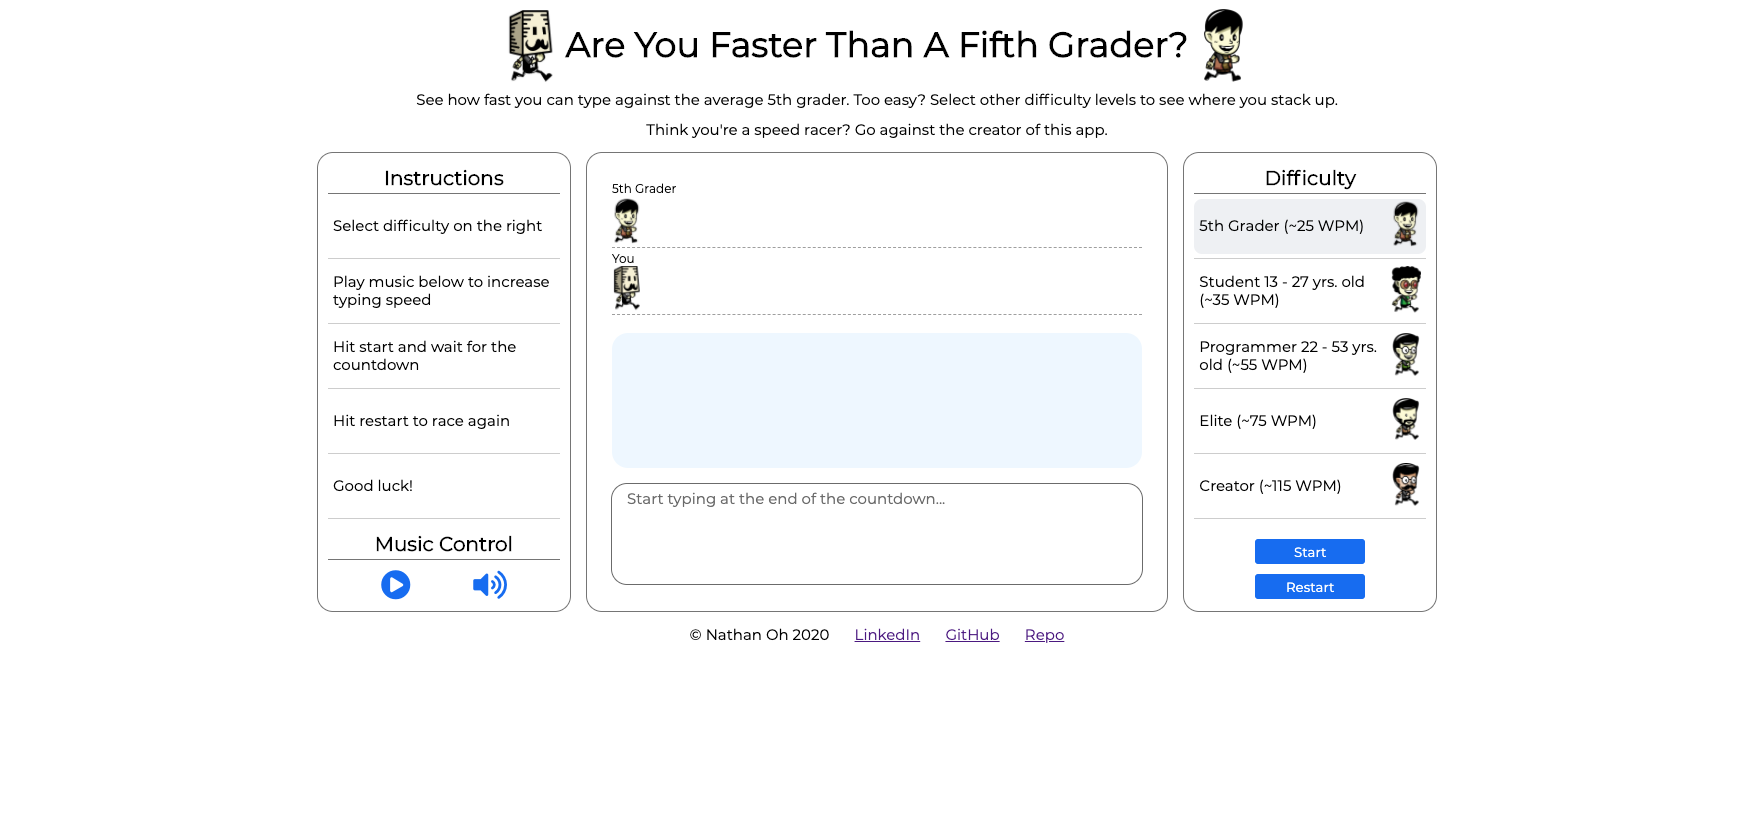 Are You Faster Than A Fifth Grader?
See how fast you can type against the average 5th grader. Too easy? Select other difficulty levels to see where you stack up.
Think you're a speed racer? Go against the creator of this app.
Instructions
Select difficulty on the right
Play music below to increase
typing speed
Hit start and wait for the
countdown
Hit restart to race again
Good luck!
Music Control
5th Grader
You
Start typing at the end of the countdown...
Difficulty
5th Grader (~25 WPM)
Student 13 - 27 yrs. old
(~35 WPM)
Programmer 22 - 53 yrs.
old (~55 WPM)
Elite (~75 WPM)
Creator (~115 WPM)
Start
Restart
© Nathan Oh 2020 LinkedIn GitHub Repo